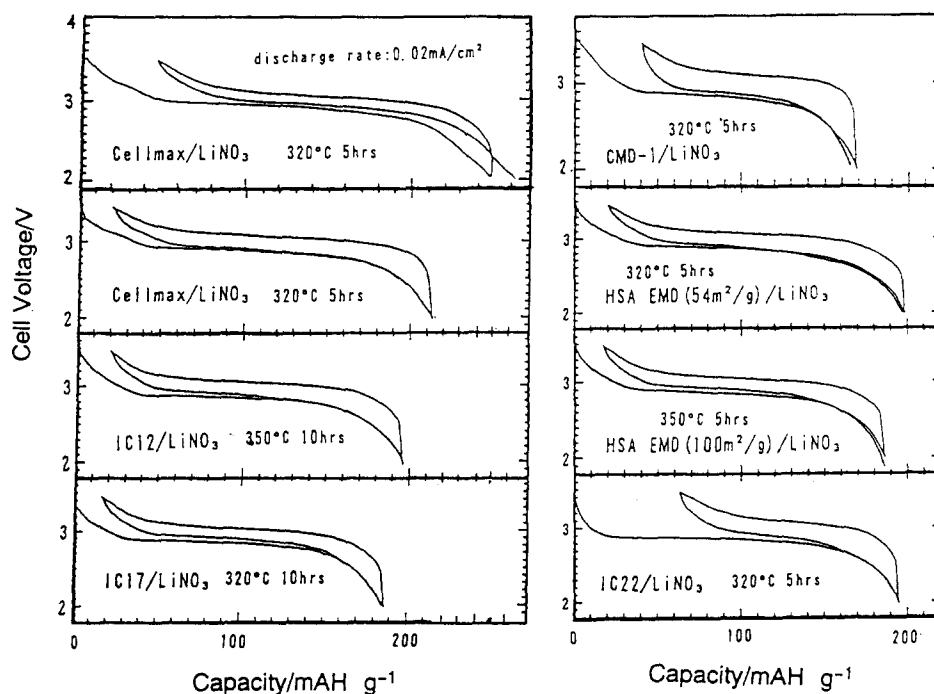 4
discharge rate:0.02mA/cm²
3
Cellmax/LiNO₃ 320°C 5hrs
2
3
Cellmax/LiNO₃ 320°C 5hrs
2
3
IC12/LiNO₃ 350°C 10hrs
2
3
IC17/LiNO₃ 320°C 10hrs
2
0 100 200
Cell Voltage/V
Capacity/mAH g⁻¹
3
320°C 5hrs
CMD-1/LiNO₃
2
3
320°C 5hrs
HSA EMD(54m²/g)/LiNO₃
2
3
350°C 5hrs
HSA EMD(100m²/g)/LiNO₃
2
3
IC22/LiNO₃ 320°C 5hrs
2
0 100 200
Capacity/mAH g⁻¹